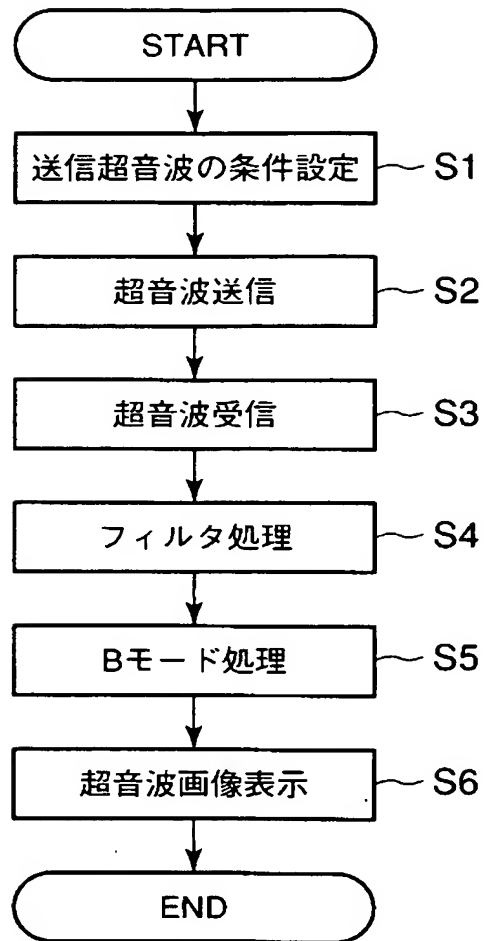 START
送信超音波の条件設定 S1
超音波送信 S2
超音波受信 S3
フィルタ処理 S4
Bモード処理 S5
超音波画像表示 S6
END